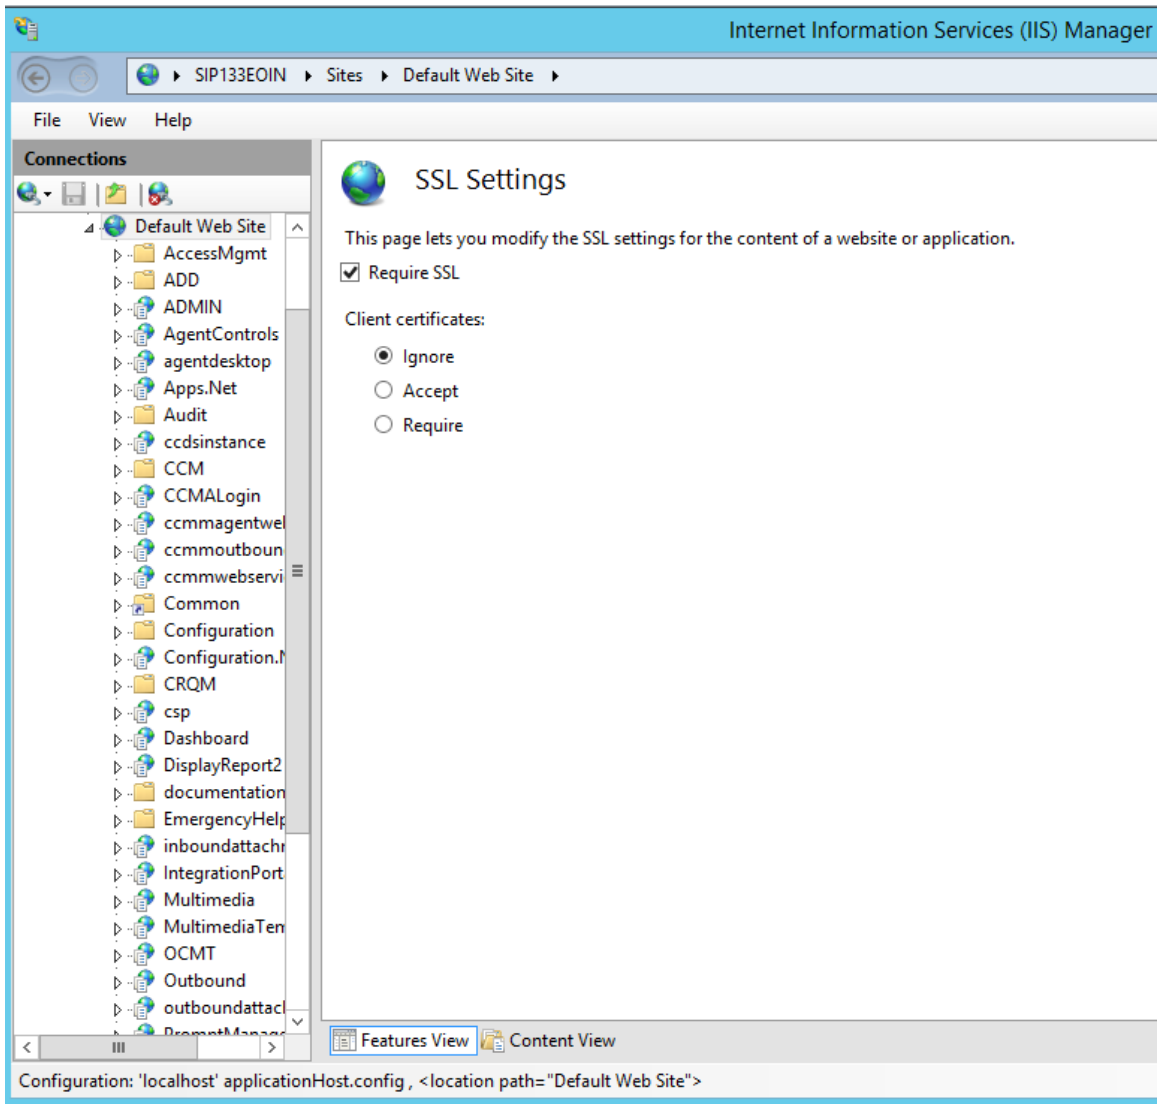 Internet Information Services (IIS) Manager
SIP133EOIN Sites Default Web Site
File View Help
Connections
Default Web Site
AccessMgmt
ADD
ADMIN
AgentControls
agentdesktop
Apps.Net
Audit
ccdsinstance
CCM
CCMALogin
ccmmagentwel
ccmmoutboun
ccmmwebservi
Common
Configuration
Configuration.N
CRQM
csp
Dashboard
DisplayReport2
documentation
EmergencyHelp
inboundattachr
IntegrationPort
Multimedia
MultimediaTem
OCMT
Outbound
outboundattacl
PromptManage
SSL Settings
This page lets you modify the SSL settings for the content of a website or application.
Require SSL
Client certificates:
Ignore
Accept
Require
Features View Content View
Configuration: 'localhost' applicationHost.config , <location path="Default Web Site">